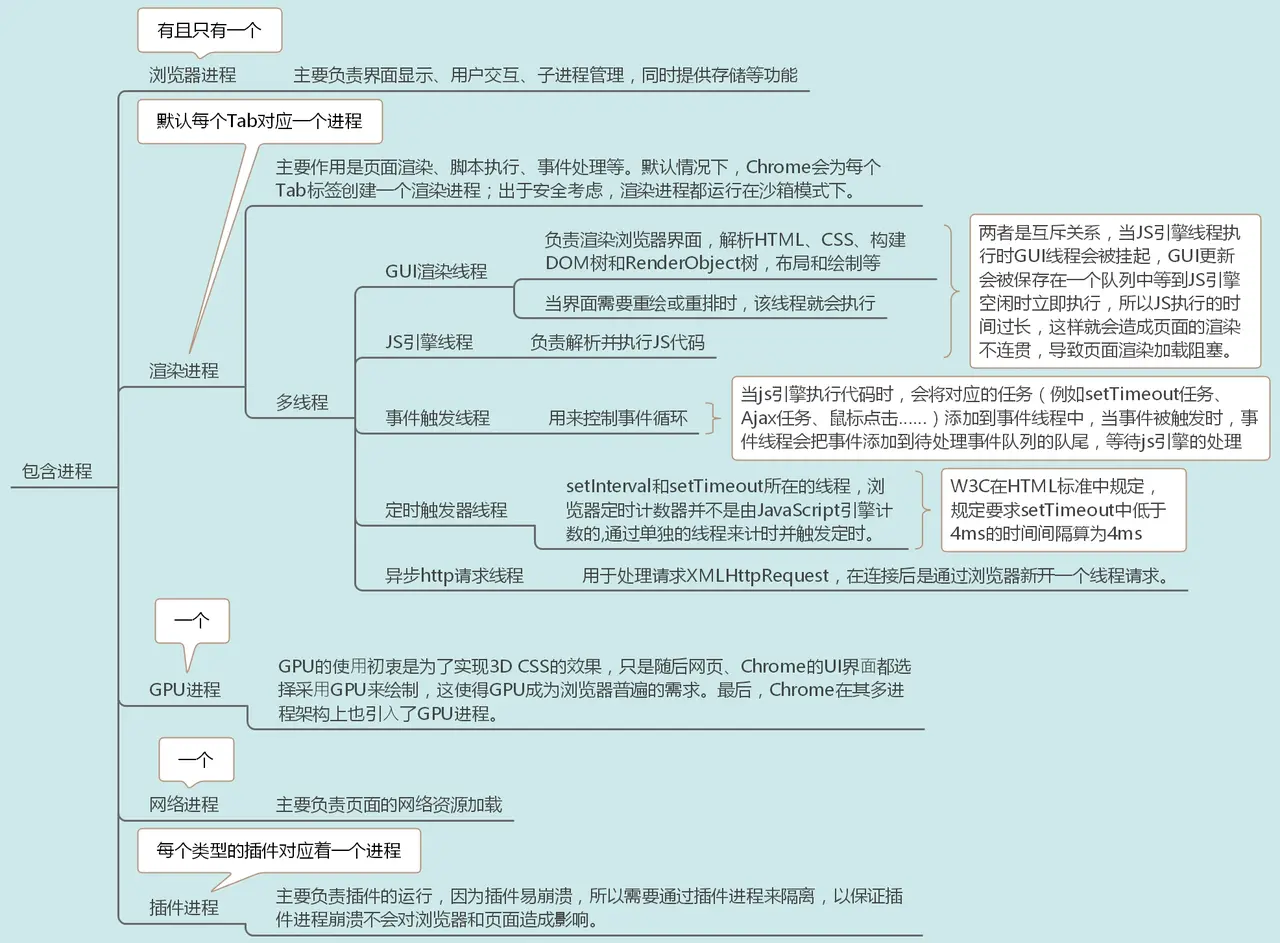 有且只有一个
浏览器进程
主要负责界面显示、用户交互、子进程管理，同时提供存储等功能
默认每个Tab对应一个进程
主要作用是页面渲染、脚本执行、事件处理等。默认情况下，Chrome会为每个
Tab标签创建一个渲染进程；出于安全考虑，渲染进程都运行在沙箱模式下。
渲染进程
多线程
GUI渲染线程
负责渲染浏览器界面，解析HTML、CSS、构建
DOM树和RenderObject树，布局和绘制等
当界面需要重绘或重排时，该线程就会执行
JS引擎线程
负责解析并执行JS代码
两者是互斥关系，当JS引擎线程执
行时GUI线程会被挂起，GUI更新
会被保存在一个队列中等到JS引擎
空闲时立即执行，所以JS执行的时
间过长，这样就会造成页面的渲染
不连贯，导致页面渲染加载阻塞。
事件触发线程
用来控制事件循环
当js引擎执行代码时，会将对应的任务（例如setTimeout任务、
Ajax任务、鼠标点击......）添加到事件线程中，当事件被触发时，事
件线程会把事件添加到待处理事件队列的队尾，等待js引擎的处理
包含进程
定时触发器线程
setInterval和setTimeout所在的线程，浏
览器定时计数器并不是由JavaScript引擎计
数的,通过单独的线程来计时并触发定时。
W3C在HTML标准中规定，
规定要求setTimeout中低于
4ms的时间间隔算为4ms
异步http请求线程
用于处理请求XMLHttpRequest，在连接后是通过浏览器新开一个线程请求。
一个
GPU进程
GPU的使用初衷是为了实现3D CSS的效果，只是随后网页、Chrome的UI界面都选
择采用GPU来绘制，这使得GPU成为浏览器普遍的需求。最后，Chrome在其多进
程架构上也引入了GPU进程。
一个
网络进程
主要负责页面的网络资源加载
每个类型的插件对应着一个进程
插件进程
主要负责插件的运行，因为插件易崩溃，所以需要通过插件进程来隔离，以保证插
件进程崩溃不会对浏览器和页面造成影响。